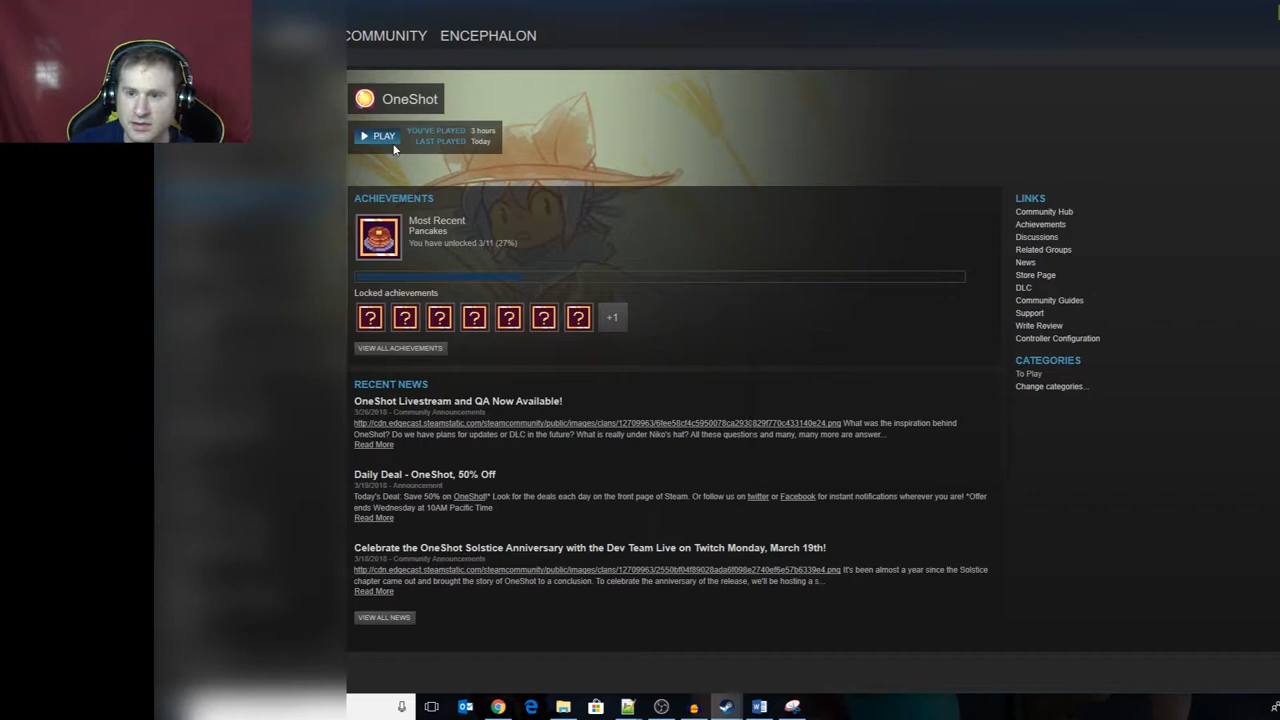 COMMUNITY ENCEPHALON
OneShot
PLAY
YOU'VE PLAYED 3 hours
LAST PLAYED Today
ACHIEVEMENTS
Most Recent
Pancakes
You have unlocked 3/11 (27%)
Locked achievements
? ? ? ? ? ? ? +1
VIEW ALL ACHIEVEMENTS
RECENT NEWS
OneShot Livestream and QA Now Available!
3/26/2018 - Community Announcements
What was the inspiration behind
OneShot? Do we have plans for updates or DLC in the future? What is really under Niko's hat? All these questions and many, many more are answer...
Read More
Daily Deal - OneShot, 50% Off
3/19/2018 - Announcement
Today's Deal: Save 50% on OneShot!* Look for the deals each day on the front page of Steam. Or follow us on twitter or Facebook for instant notifications wherever you are! *Offer
ends Wednesday at 10AM Pacific Time
Read More
Celebrate the OneShot Solstice Anniversary with the Dev Team Live on Twitch Monday, March 19th!
3/18/2018 - Community Announcements
It's been almost a year since the Solstice
chapter came out and brought the story of OneShot to a conclusion. To celebrate the anniversary of the release, we'll be hosting a s...
Read More
VIEW ALL NEWS
LINKS
Community Hub
Achievements
Discussions
Related Groups
News
Store Page
DLC
Community Guides
Support
Write Review
Controller Configuration
CATEGORIES
To Play
Change categories...